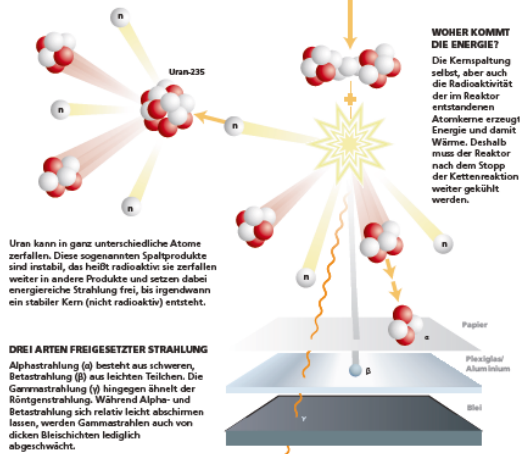 n
n
n
n
n
n
n
Uran-235
WOHER KOMMT
DIE ENERGIE?
Die Kernspaltung
selbst, aber auch
die Radioaktivität
der im Reaktor
entstandenen
Atomkerne erzeugt
Energie und damit
Wärme. Deshalb
muss der Reaktor
nach dem Stopp
der Kettenreaktion
weiter gekühlt
werden.
Uran kann in ganz unterschiedliche Atome
zerfallen. Diese sogenannten Spaltprodukte
sind instabil, das heißt radioaktiv: sie zerfallen
weiter in andere Produkte und setzen dabei
energiereiche Strahlung frei, bis irgendwann
ein stabiler Kern (nicht radioaktiv) entsteht.
DREI ARTEN FREIGESETZTER STRAHLUNG
Alphastrahlung (α) besteht aus schweren,
Betastrahlung (β) aus leichten Teilchen. Die
Gammastrahlung (γ) hingegen ähnelt der
Röntgenstrahlung. Während Alpha- und
Betastrahlung sich relativ leicht abschirmen
lassen, werden Gammastrahlen auch von
dicken Bleischichten lediglich
abgeschwächt.
Papier
α
Plexiglas/
Aluminium
β
Blei
γ